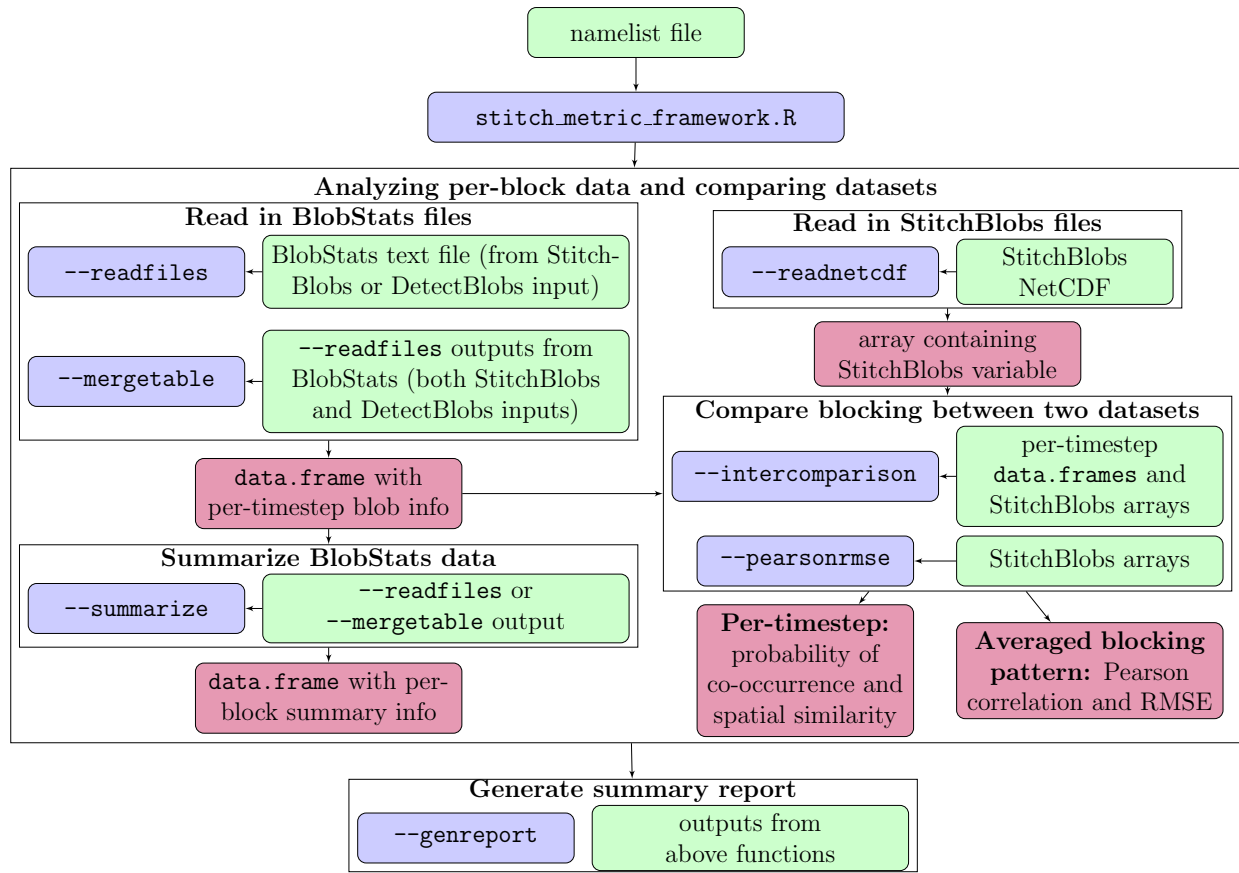 namelist file
stitch_metric_framework.R
Analyzing per-block data and comparing datasets
Read in BlobStats files
--readfiles
BlobStats text file (from Stitch-
Blobs or DetectBlobs input)
--mergetable
--readfiles outputs from
BlobStats (both StitchBlobs
and DetectBlobs inputs)
data.frame with
per-timestep blob info
Summarize BlobStats data
--summarize
--readfiles or
--mergetable output
data.frame with per-
block summary info
Read in StitchBlobs files
--readnetcdf
StitchBlobs
NetCDF
array containing
StitchBlobs variable
Compare blocking between two datasets
--intercomparison
per-timestep
data.frames and
StitchBlobs arrays
--pearsonrmse
StitchBlobs arrays
Per-timestep:
probability of
co-occurrence and
spatial similarity
Averaged blocking
pattern: Pearson
correlation and RMSE
Generate summary report
--genreport
outputs from
above functions